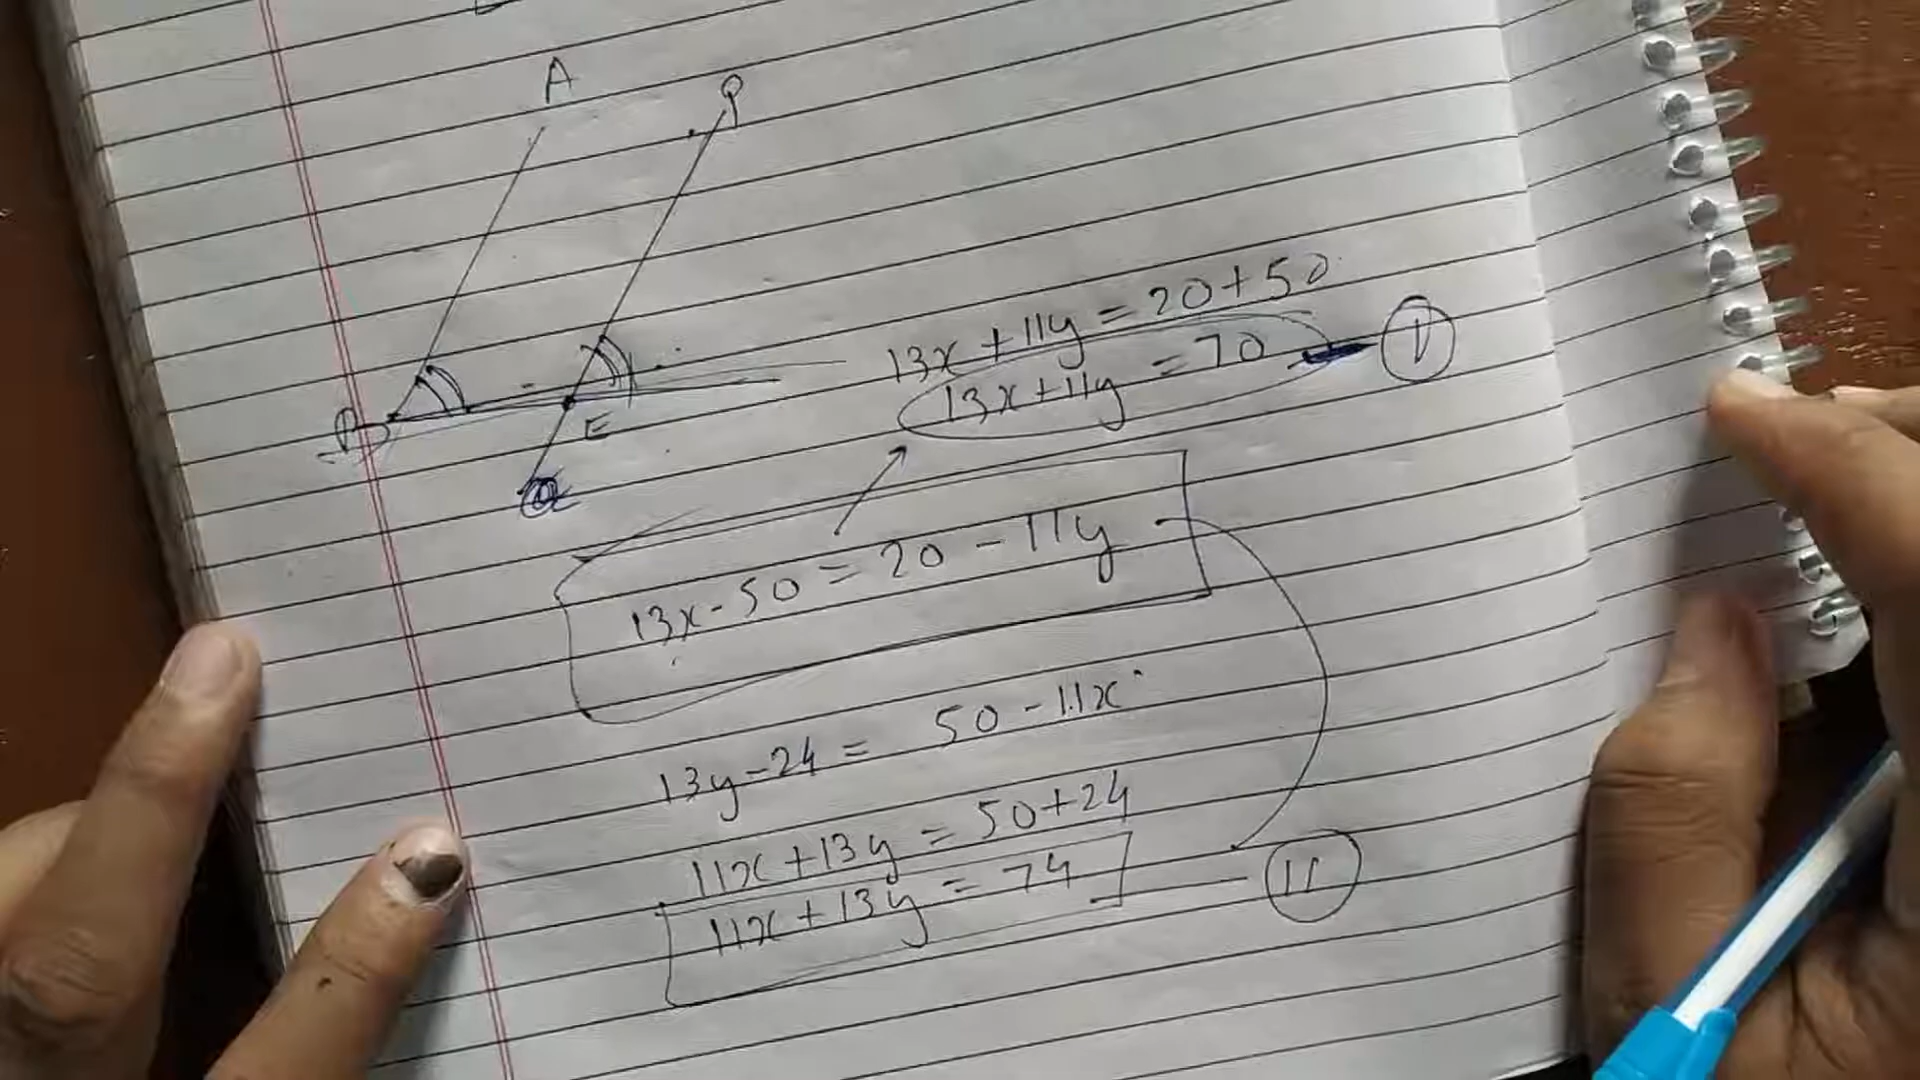 A
P
B
E
Q
13x + 11y = 20 + 50
13x + 11y = 70 I
13x - 50 = 20 - 11y
13y - 24 = 50 - 11x
11x + 13y = 50 + 24
11x + 13y = 74 II